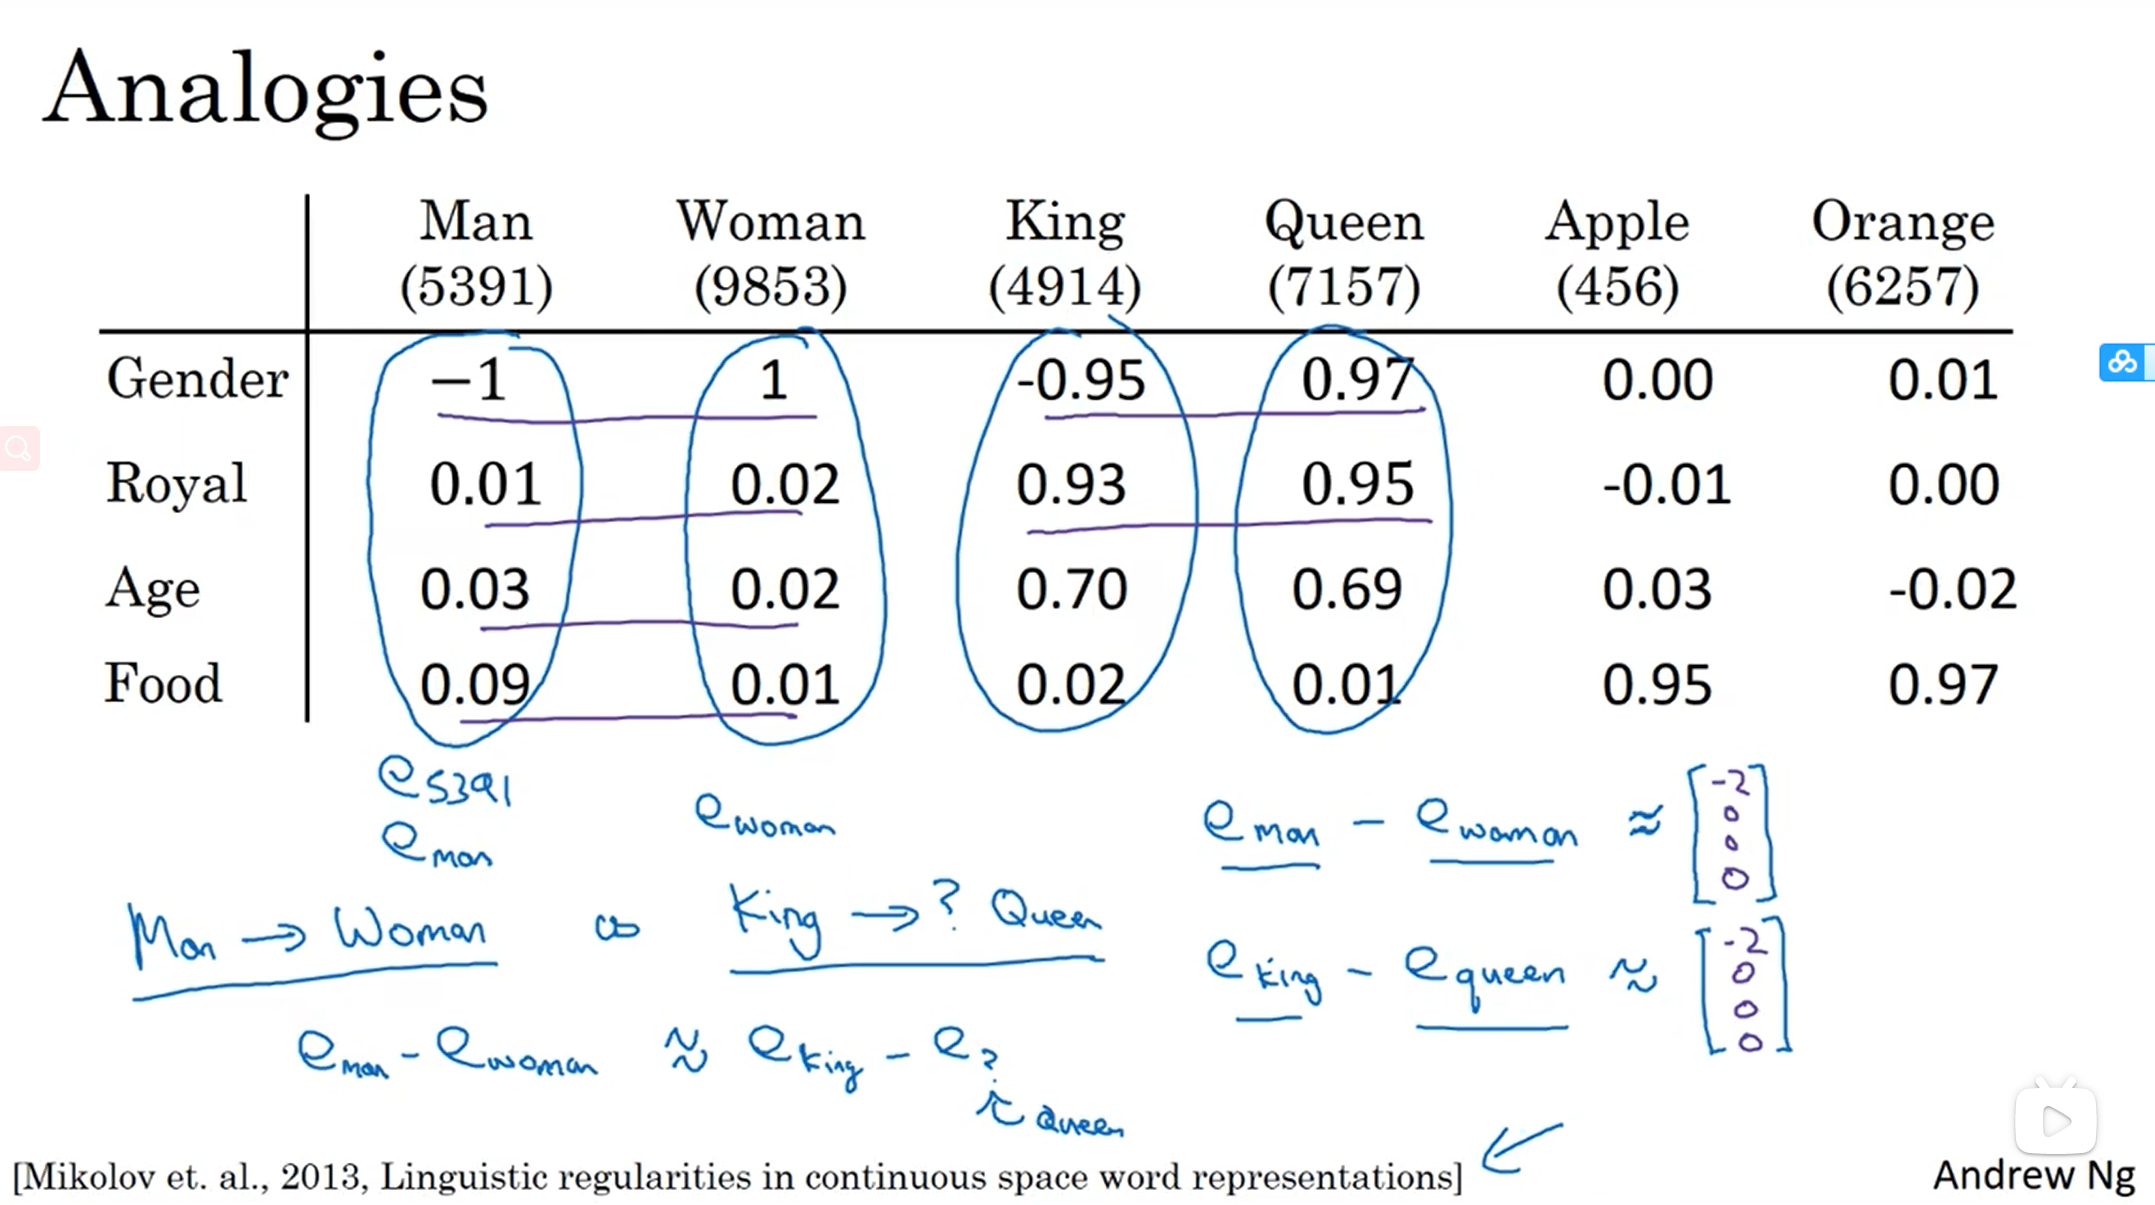 Analogies
Man Woman King Queen Apple Orange
(5391) (9853) (4914) (7157) (456) (6257)
Gender −1 1 -0.95 0.97 0.00 0.01
Royal 0.01 0.02 0.93 0.95 -0.01 0.00
Age 0.03 0.02 0.70 0.69 0.03 -0.02
Food 0.09 0.01 0.02 0.01 0.95 0.97
e5391
eman
ewoman
eman − ewoman ≈ [-2 0 0 0]
Man → Woman as King → ? Queen
eking − equeen ≈ [-2 0 0 0]
eman − ewoman ≈ eking − e?
↑ Queen
[Mikolov et. al., 2013, Linguistic regularities in continuous space word representations] ←
Andrew Ng